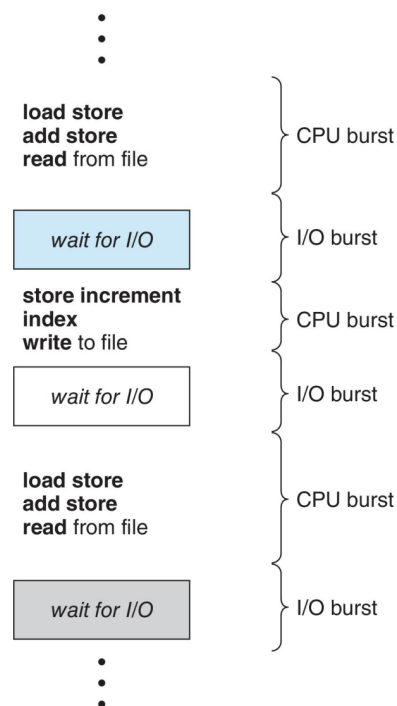 load store
add store
read from file
CPU burst
wait for I/O
I/O burst
store increment
index
write to file
CPU burst
wait for I/O
I/O burst
load store
add store
read from file
CPU burst
wait for I/O
I/O burst